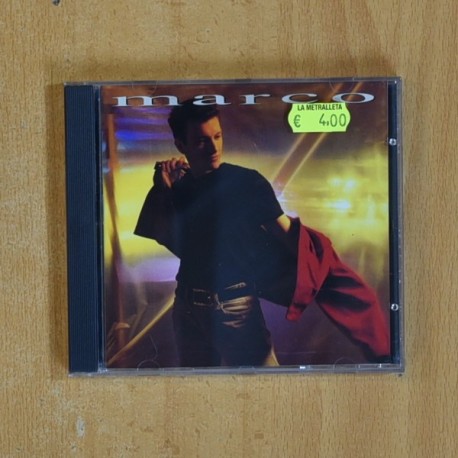 marco
LA METRALLETA
€ 4,00